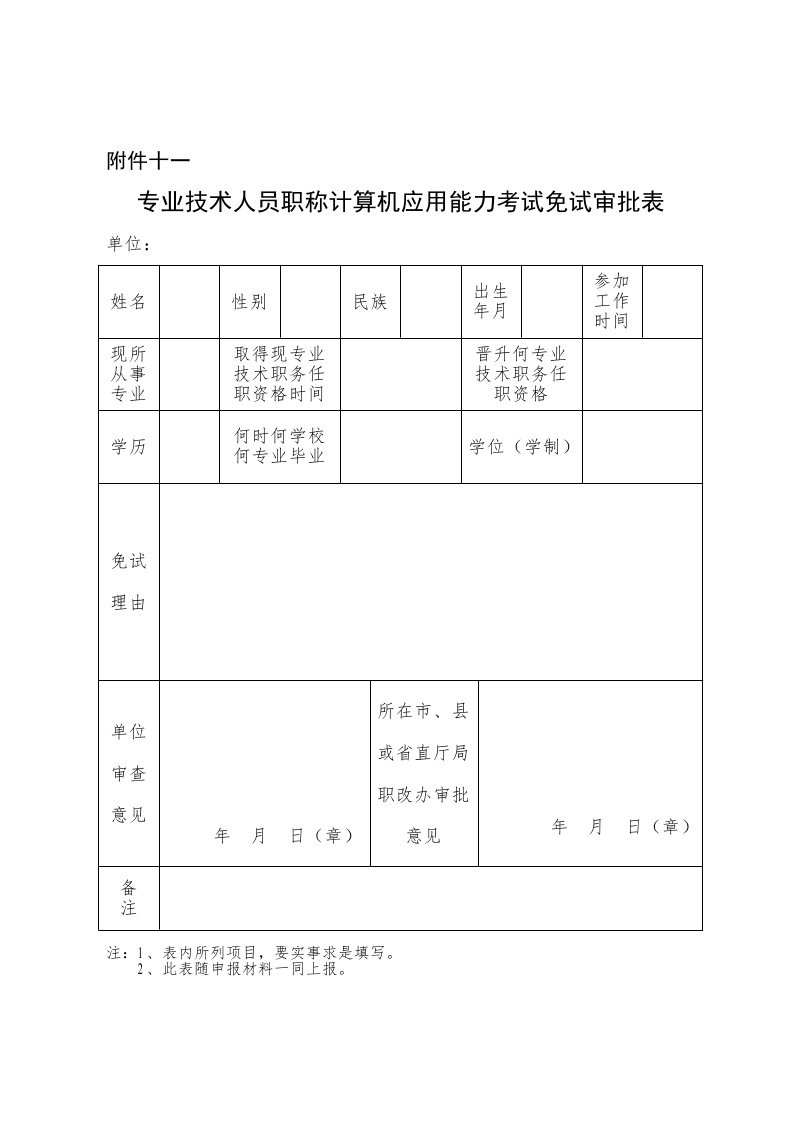 附件十一
专业技术人员职称计算机应用能力考试免试审批表
单位：
姓名
性别
民族
出生
年月
参加
工作
时间
现所
从事
专业
取得现专业
技术职务任
职资格时间
晋升何专业
技术职务任
职资格
学历
何时何学校
何专业毕业
学位（学制）
免试
理由
单位
审查
意见
年 月 日（章）
所在市、县
或省直厅局
职改办审批
意见
年 月 日（章）
备
注
注：1、表内所列项目，要实事求是填写。
2、此表随申报材料一同上报。